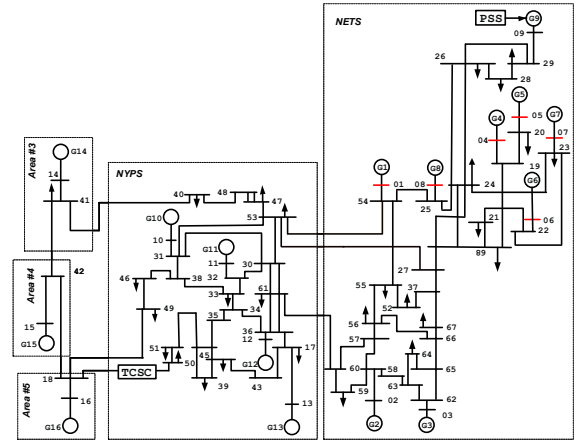 NETS
PSS
G9
09
26
29
28
G5
G4
05
G7
04
20
07
23
19
G6
24
06
21
22
89
Area #3
G14
14
41
NYPS
40
48
47
G10
53
10
31
G11
11
30
32
46
38
33
61
34
49
35
36
12
17
51
50
45
G12
39
43
13
G13
TCSC
Area #4
42
15
G15
Area #5
18
16
G16
G1
G8
01
08
54
25
27
55
37
52
56
67
57
66
64
60
58
65
63
59
02
62
03
G2
G3